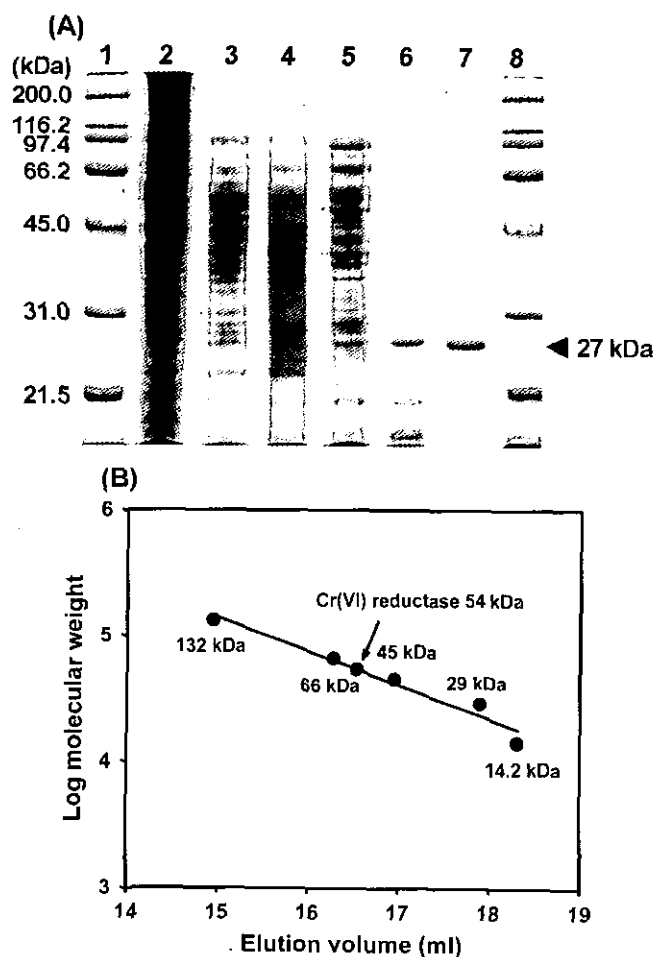 (A)
1 2 3 4 5 6 7 8
(kDa)
200.0
116.2
97.4
66.2
45.0
31.0
21.5
27 kDa
(B)
6
5
4
3
Log molecular weight
Cr(VI) reductase 54 kDa
132 kDa
66 kDa
45 kDa
29 kDa
14.2 kDa
14 15 16 17 18 19
Elution volume (ml)